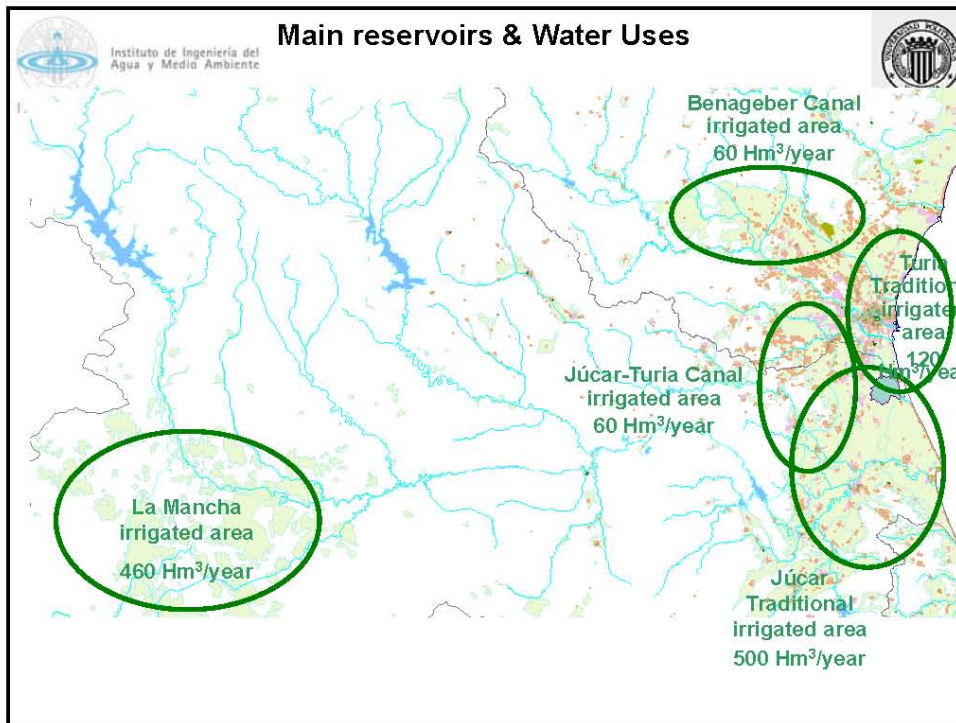 Main reservoirs & Water Uses
Instituto de Ingeniería del
Agua y Medio Ambiente
Benageber Canal
irrigated area
60 Hm³/year
Turia
Tradition
irrigate
area
120
Hm³/yea
Júcar-Turia Canal
irrigated area
60 Hm³/year
La Mancha
irrigated area
460 Hm³/year
Júcar
Traditional
irrigated area
500 Hm³/year